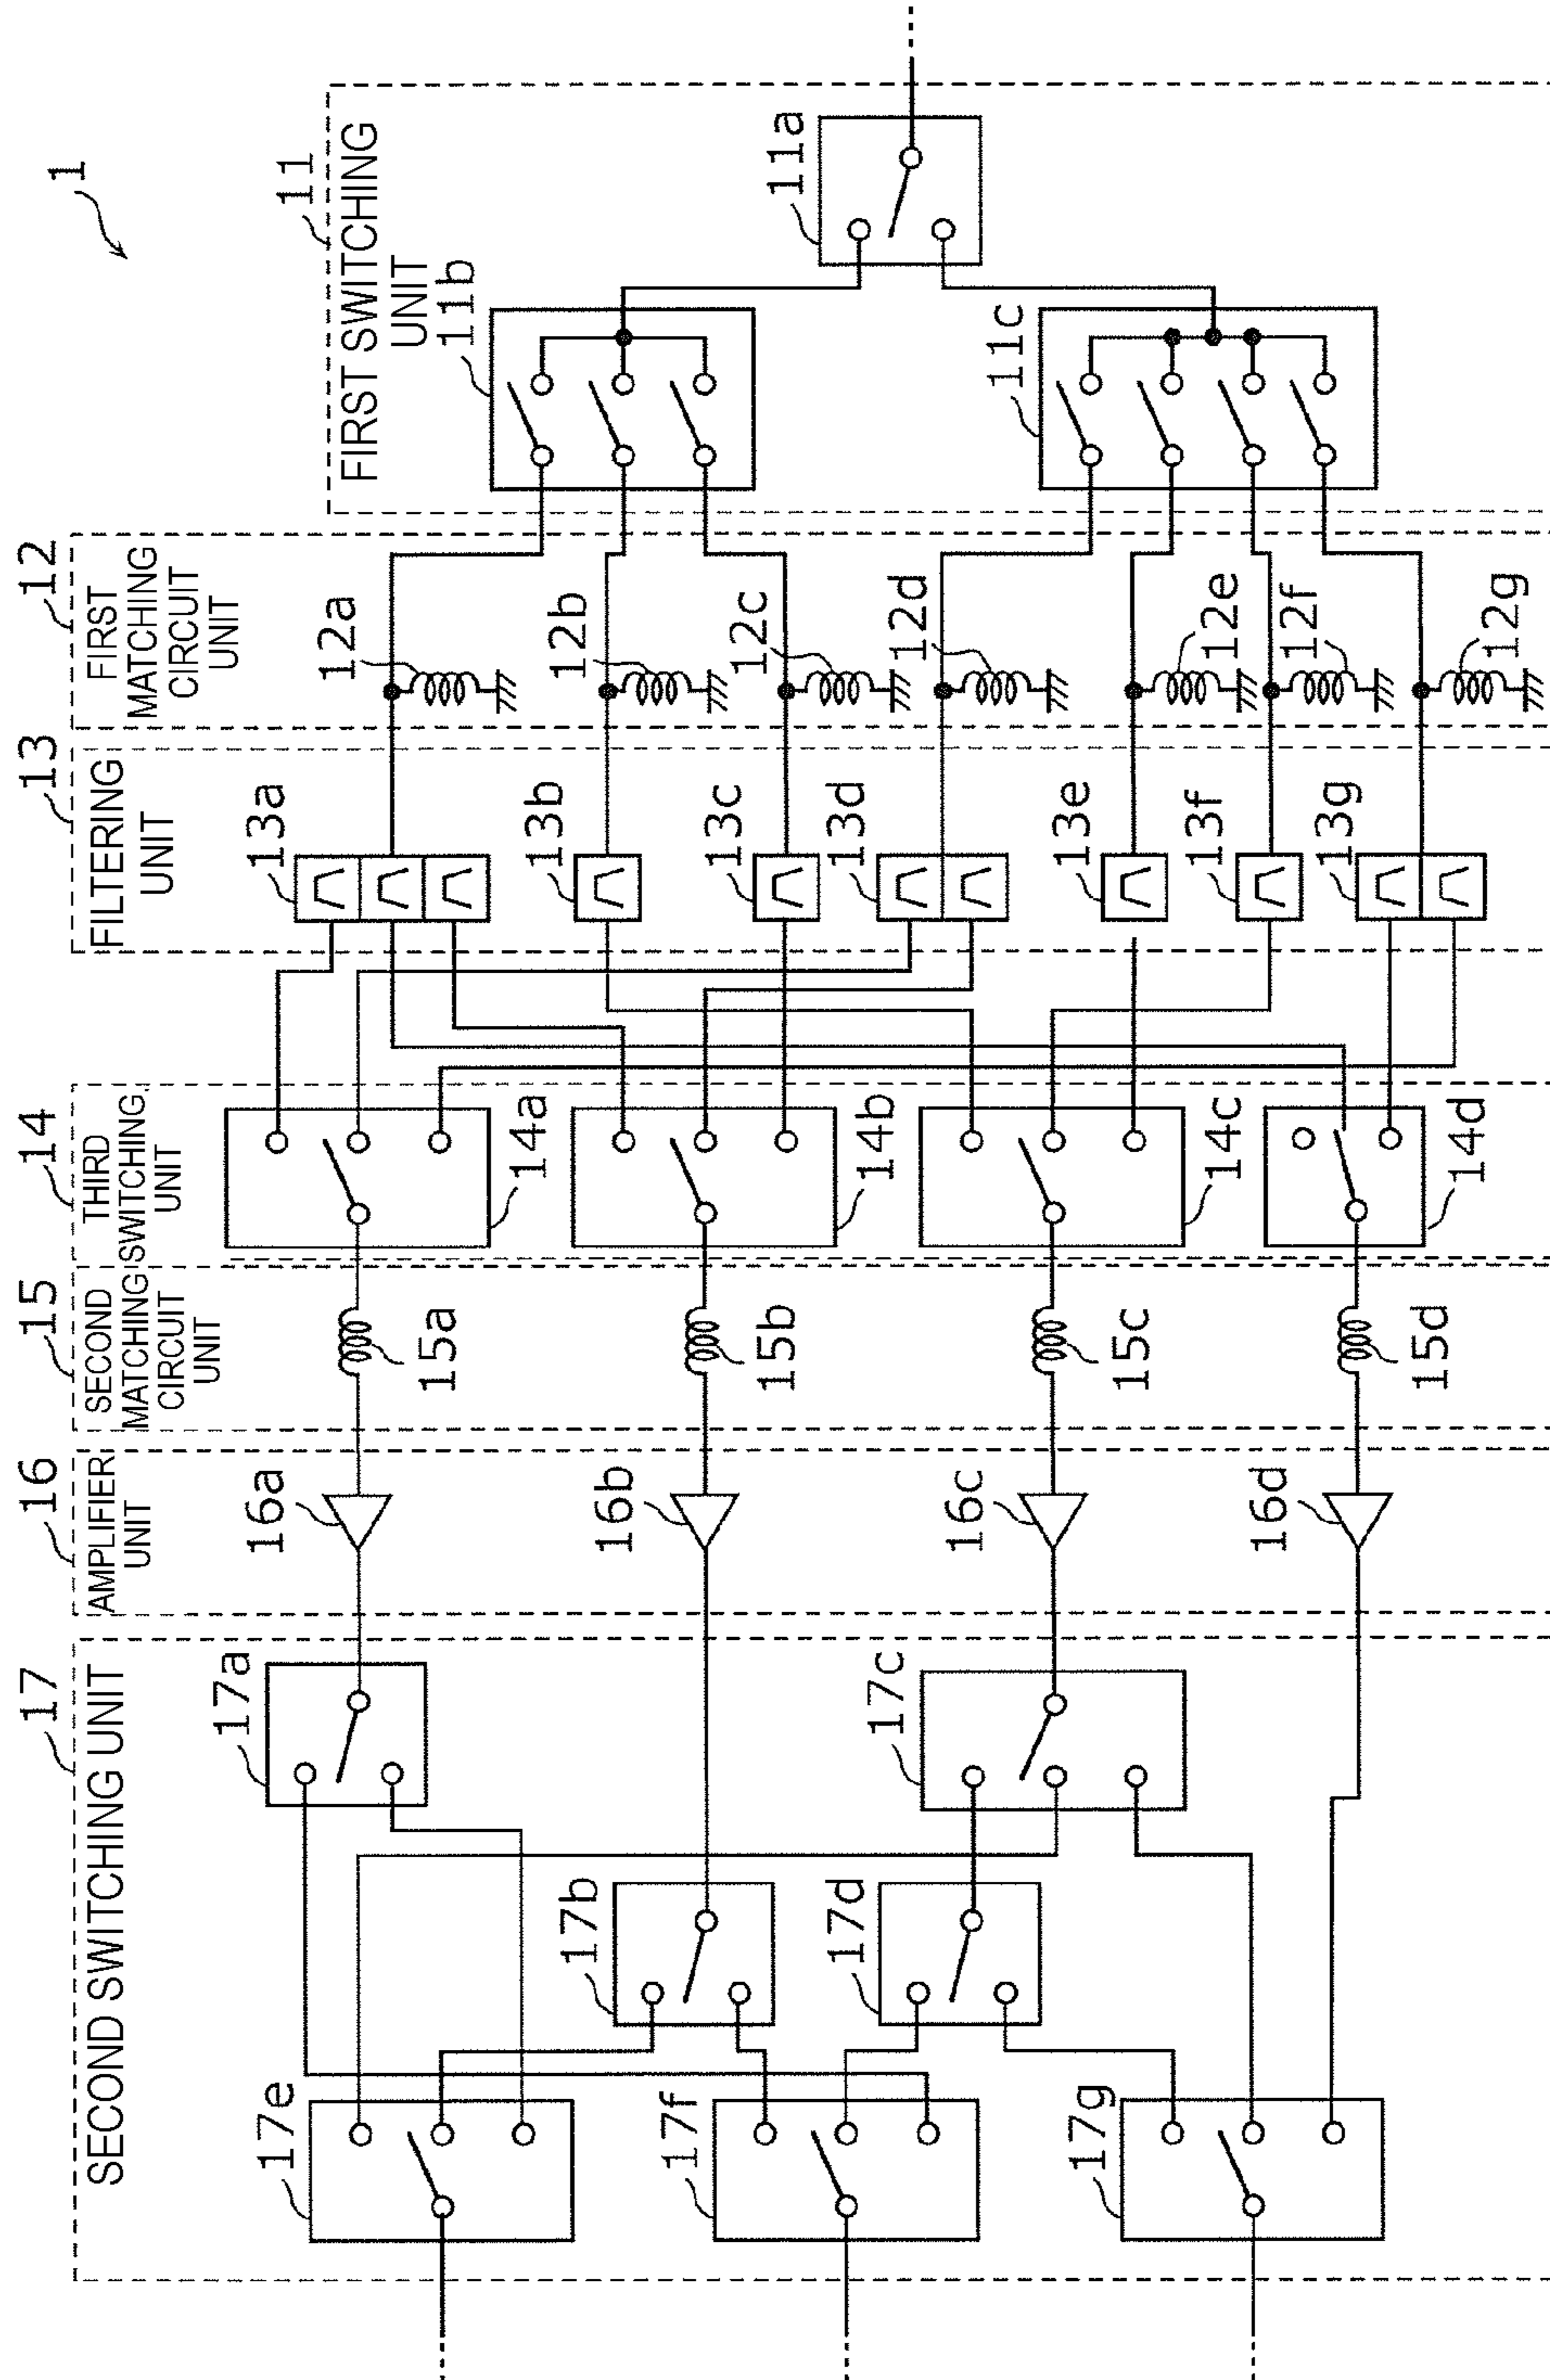 1
11
FIRST SWITCHING
UNIT
11a
11b
11c
12
FIRST
MATCHING
CIRCUIT
UNIT
12a
12b
12c
12d
12e
12f
12g
13
FILTERING
UNIT
13a
13b
13c
13d
13e
13f
13g
14
THIRD
SWITCHING
UNIT
14a
14b
14c
14d
15
SECOND
MATCHING
CIRCUIT
UNIT
15a
15b
15c
15d
16
AMPLIFIER
UNIT
16a
16b
16c
16d
17
SECOND SWITCHING UNIT
17a
17c
17b
17d
17e
17f
17g